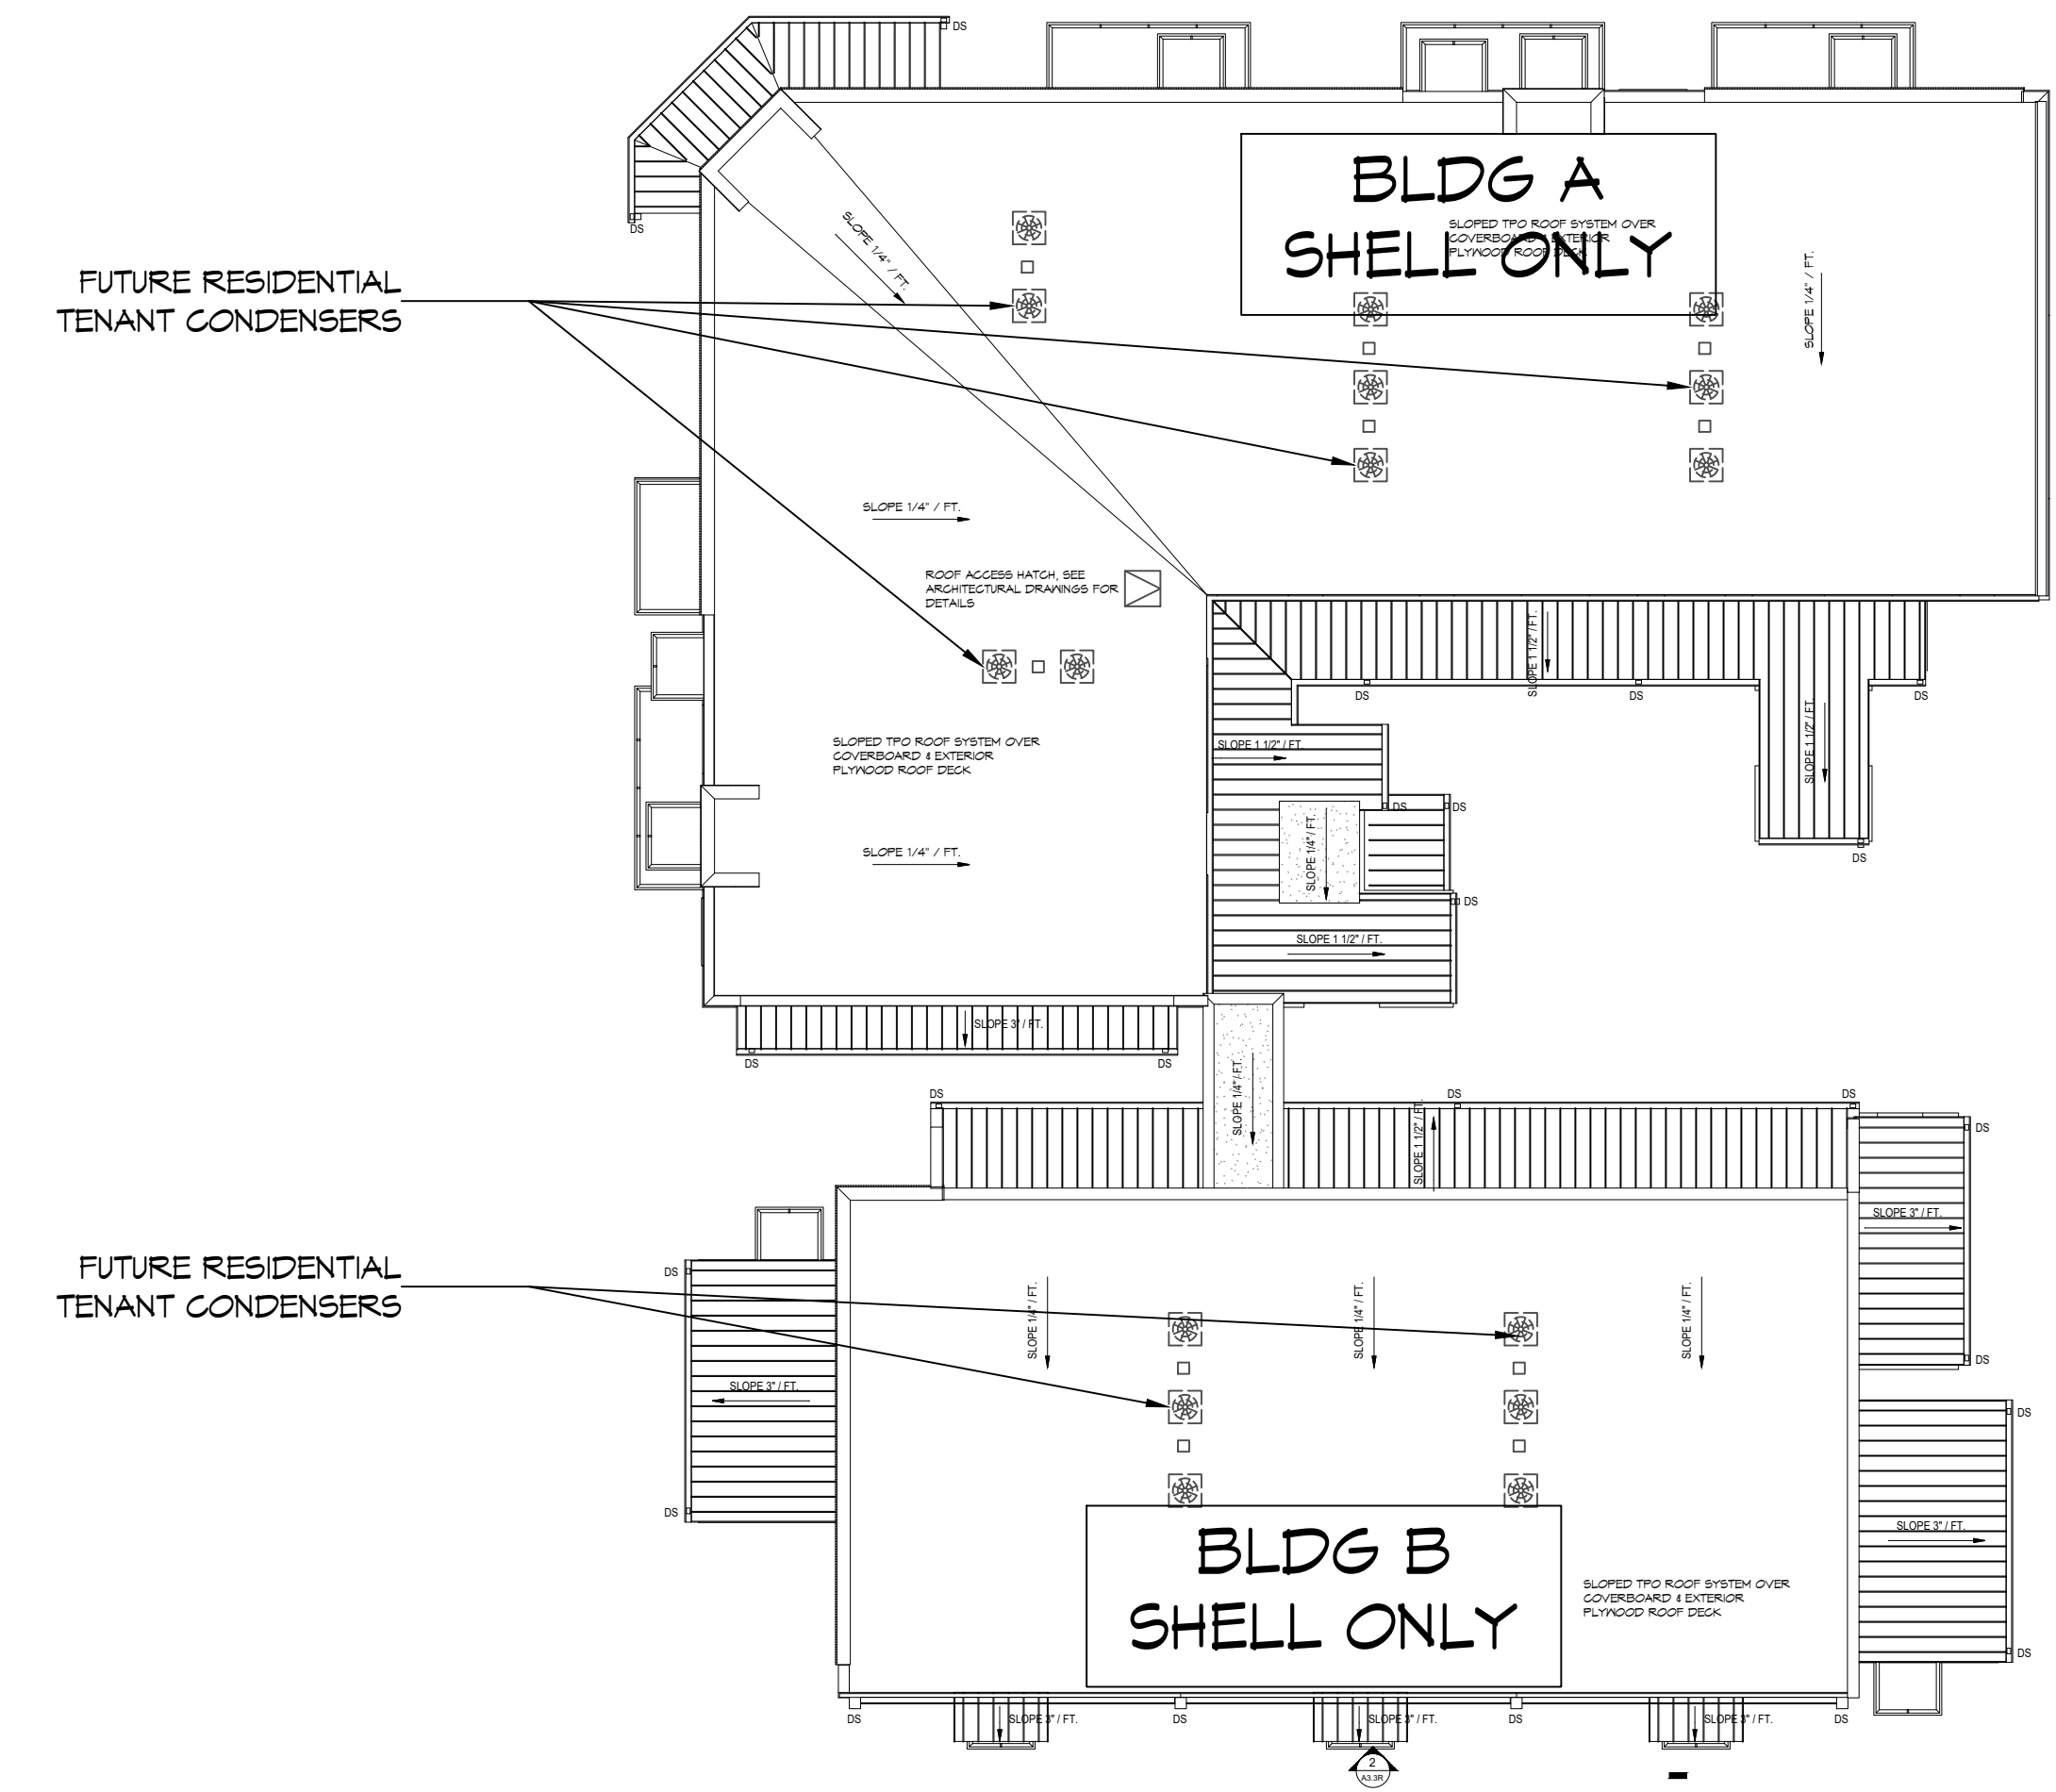 DS
DS
BLDG A
SHELL ONLY
SLOPED TPO ROOF SYSTEM OVER
COVERBOARD & EXTERIOR
PLYWOOD ROOF DECK
SLOPE 1/4" / FT.
SLOPE 1/4" / FT.
FUTURE RESIDENTIAL
TENANT CONDENSERS
SLOPE 1/4" / FT.
ROOF ACCESS HATCH, SEE
ARCHITECTURAL DRAWINGS FOR
DETAILS
SLOPE 1 1/2" / FT.
DS
DS
DS
SLOPE 1 1/2" / FT.
SLOPE 1 1/2" / FT.
SLOPED TPO ROOF SYSTEM OVER
COVERBOARD & EXTERIOR
PLYWOOD ROOF DECK
DS
DS
SLOPE 1/4" / FT.
SLOPE 1/4" / FT.
DS
DS
SLOPE 1 1/2" / FT.
SLOPE 3" / FT.
DS
DS
SLOPE 1/4" / FT.
DS
DS
DS
SLOPE 1 1/2" / FT.
DS
SLOPE 3" / FT.
FUTURE RESIDENTIAL
TENANT CONDENSERS
DS
SLOPE 1/4" / FT.
SLOPE 1/4" / FT.
SLOPE 1/4" / FT.
DS
SLOPE 3" / FT.
DS
DS
SLOPE 3" / FT.
BLDG B
SHELL ONLY
SLOPED TPO ROOF SYSTEM OVER
COVERBOARD & EXTERIOR
PLYWOOD ROOF DECK
DS
DS
SLOPE 3" / FT.
DS
SLOPE 3" / FT.
DS
SLOPE 3" / FT.
DS
2
A3.3R